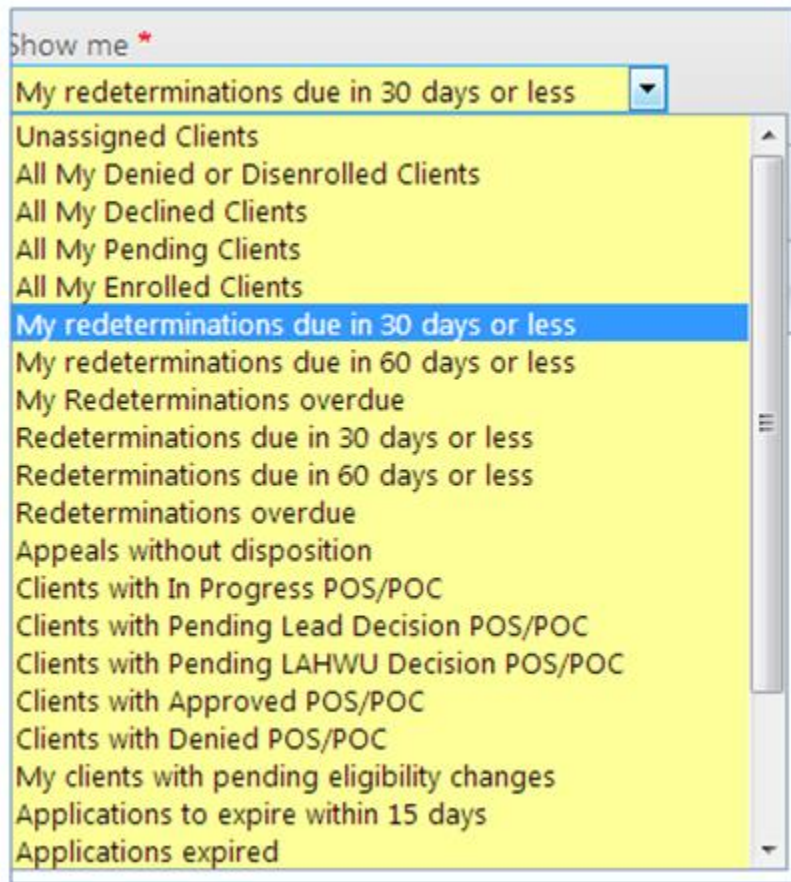 Show me *
My redeterminations due in 30 days or less
Unassigned Clients
All My Denied or Disenrolled Clients
All My Declined Clients
All My Pending Clients
All My Enrolled Clients
My redeterminations due in 30 days or less
My redeterminations due in 60 days or less
My Redeterminations overdue
Redeterminations due in 30 days or less
Redeterminations due in 60 days or less
Redeterminations overdue
Appeals without disposition
Clients with In Progress POS/POC
Clients with Pending Lead Decision POS/POC
Clients with Pending LAHWU Decision POS/POC
Clients with Approved POS/POC
Clients with Denied POS/POC
My clients with pending eligibility changes
Applications to expire within 15 days
Applications expired